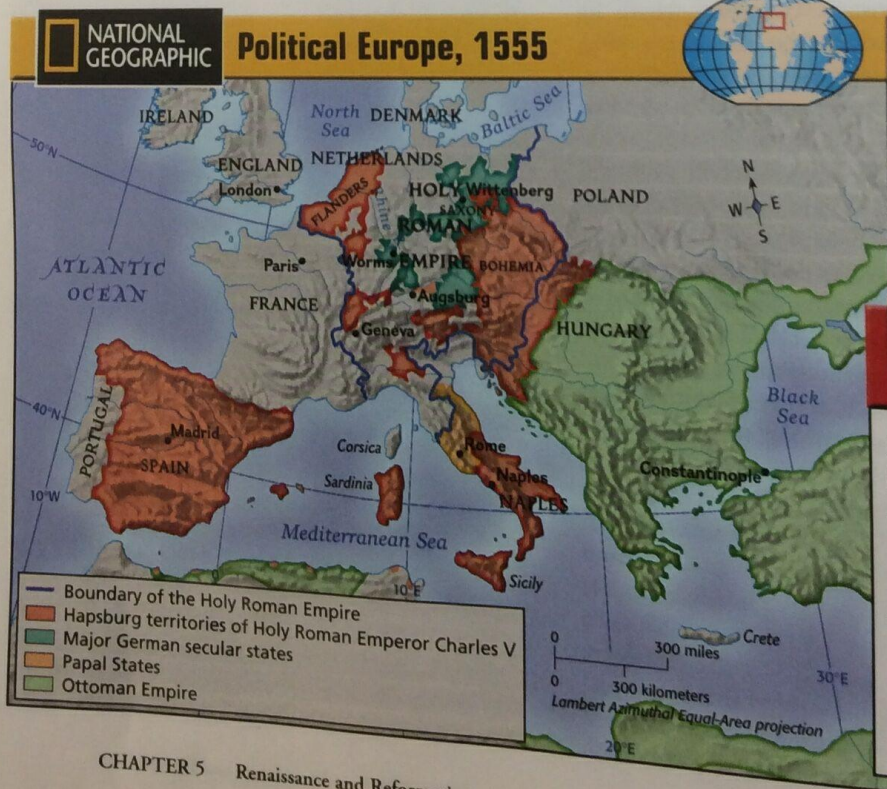 NATIONAL
GEOGRAPHIC
Political Europe, 1555
IRELAND
North
Sea
DENMARK
Baltic Sea
50°N
ENGLAND
NETHERLANDS
London
FLANDERS
Rhine
HOLY
Wittenberg
SAXONY
ROMAN
POLAND
N
W
E
S
ATLANTIC
OCEAN
Paris
Worms
EMPIRE
BOHEMIA
FRANCE
Augsburg
Geneva
HUNGARY
Black
Sea
40°N
PORTUGAL
Madrid
SPAIN
Corsica
Rome
Sardinia
Naples
NAPLES
Constantinople
10°W
Mediterranean Sea
10°E
Sicily
Crete
30°E
20°E
Boundary of the Holy Roman Empire
Hapsburg territories of Holy Roman Emperor Charles V
Major German secular states
Papal States
Ottoman Empire
0
300 miles
0
300 kilometers
Lambert Azimuthal Equal-Area projection
CHAPTER 5 Renaissance and